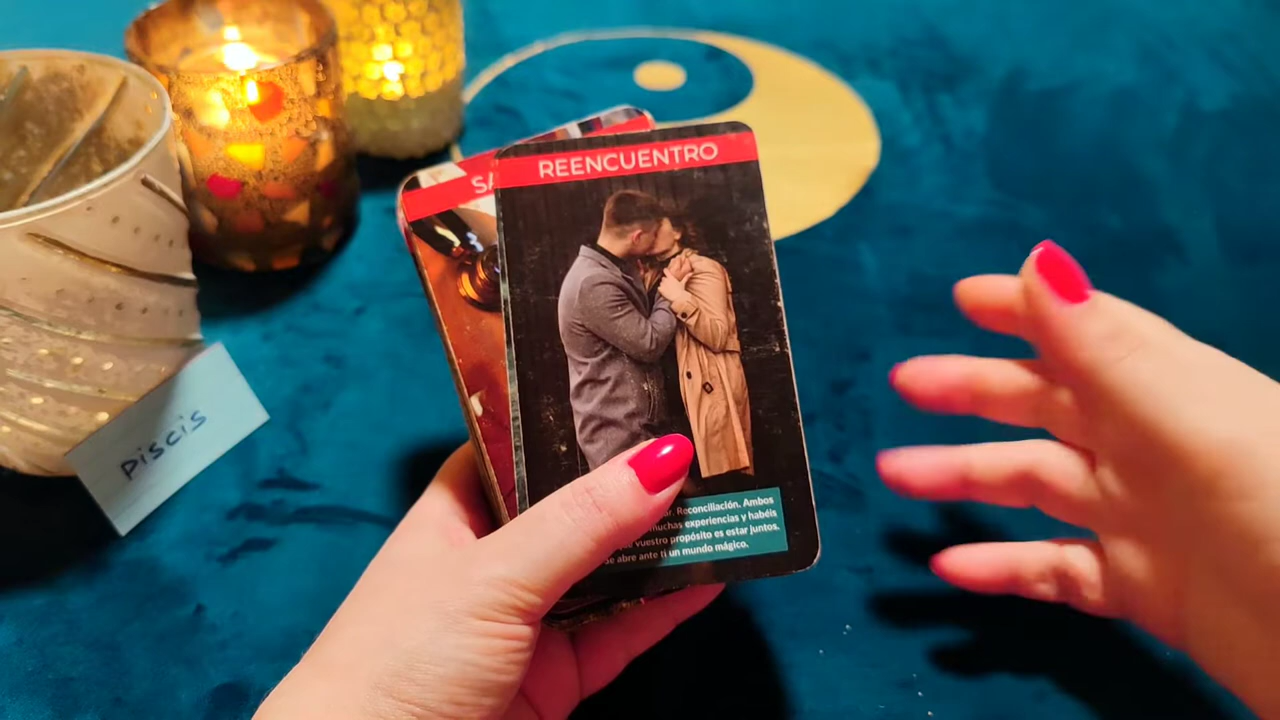 SA
REENCUENTRO
Reconciliación. Ambos
muchas experiencias y habéis
vuestro propósito es estar juntos.
se abre ante ti un mundo mágico.
piscis